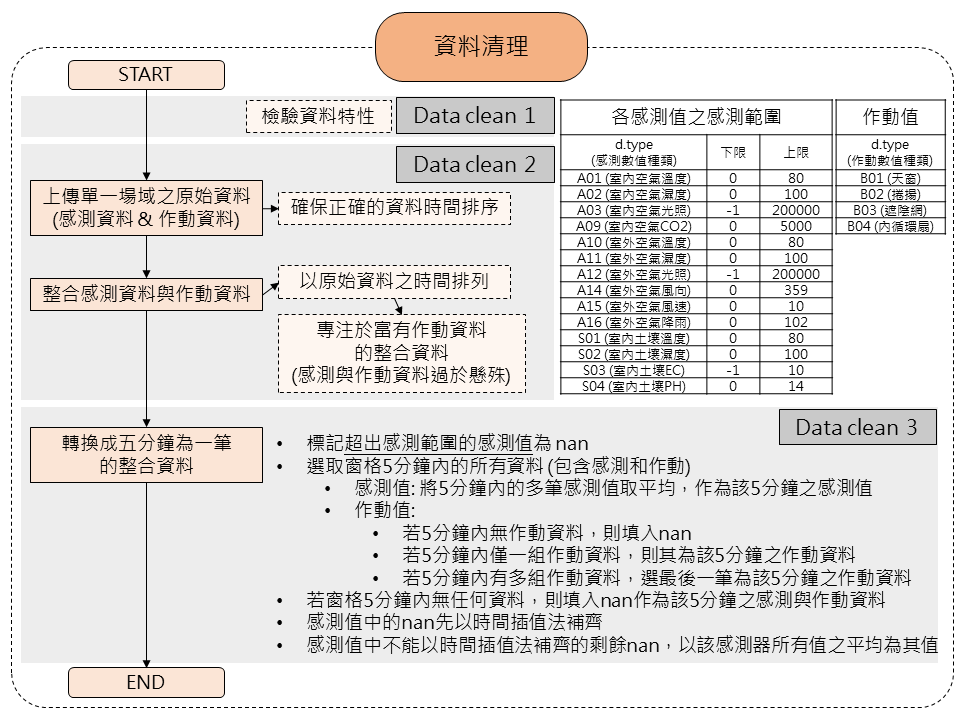 資料清理
START
檢驗資料特性
Data clean 1
Data clean 2
上傳單一場域之原始資料
(感測資料 & 作動資料)
確保正確的資料時間排序
整合感測資料與作動資料
以原始資料之時間排列
專注於富有作動資料
的整合資料
(感測與作動資料過於懸殊)
各感測值之感測範圍
d.type
(感測數值種類)
下限
上限
A01 (室內空氣溫度) 0 80
A02 (室內空氣濕度) 0 100
A03 (室內空氣光照) -1 200000
A09 (室內空氣CO2) 0 5000
A10 (室外空氣溫度) 0 80
A11 (室外空氣濕度) 0 100
A12 (室外空氣光照) -1 200000
A14 (室外空氣風向) 0 359
A15 (室外空氣風速) 0 10
A16 (室外空氣降雨) 0 102
S01 (室內土壤溫度) 0 80
S02 (室內土壤濕度) 0 100
S03 (室內土壤EC) -1 10
S04 (室內土壤PH) 0 14
作動值
d.type
(作動數值種類)
B01 (天窗)
B02 (捲揚)
B03 (遮陰網)
B04 (內循環扇)
Data clean 3
轉換成五分鐘為一筆
的整合資料
• 標記超出感測範圍的感測值為 nan
• 選取窗格5分鐘內的所有資料 (包含感測和作動)
• 感測值: 將5分鐘內的多筆感測值取平均，作為該5分鐘之感測值
• 作動值:
• 若5分鐘內無作動資料，則填入nan
• 若5分鐘內僅一組作動資料，則其為該5分鐘之作動資料
• 若5分鐘內有多組作動資料，選最後一筆為該5分鐘之作動資料
• 若窗格5分鐘內無任何資料，則填入nan作為該5分鐘之感測與作動資料
• 感測值中的nan先以時間插值法補齊
• 感測值中不能以時間插值法補齊的剩餘nan，以該感測器所有值之平均為其值
END